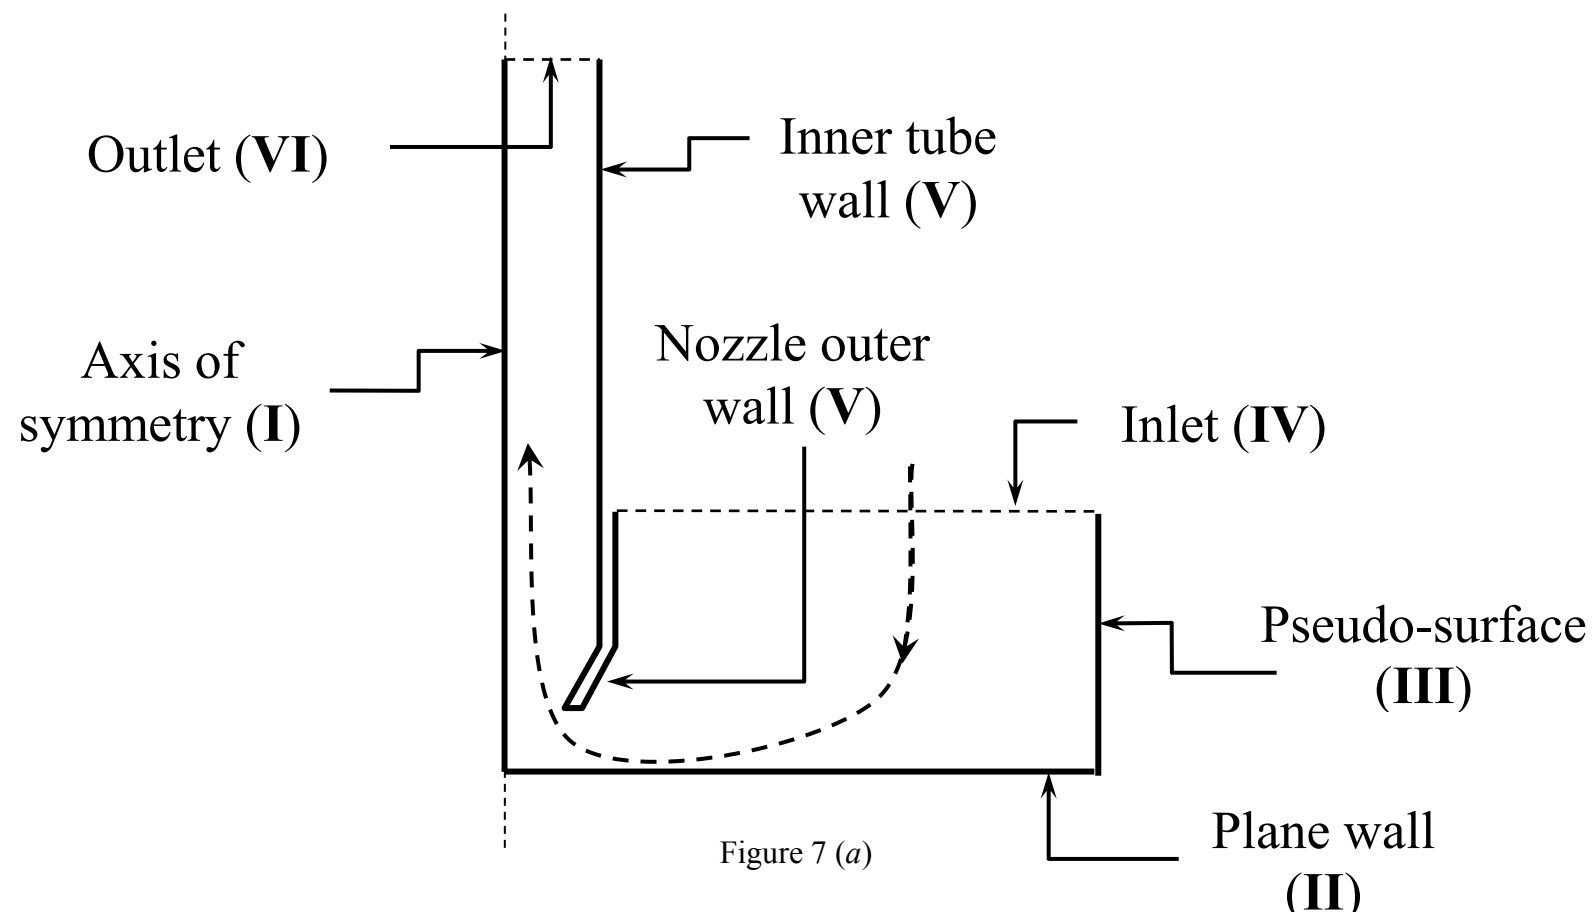 Outlet (VI)
Inner tube
wall (V)
Axis of
symmetry (I)
Nozzle outer
wall (V)
Inlet (IV)
Pseudo-surface
(III)
Plane wall
(II)
Figure 7 (a)